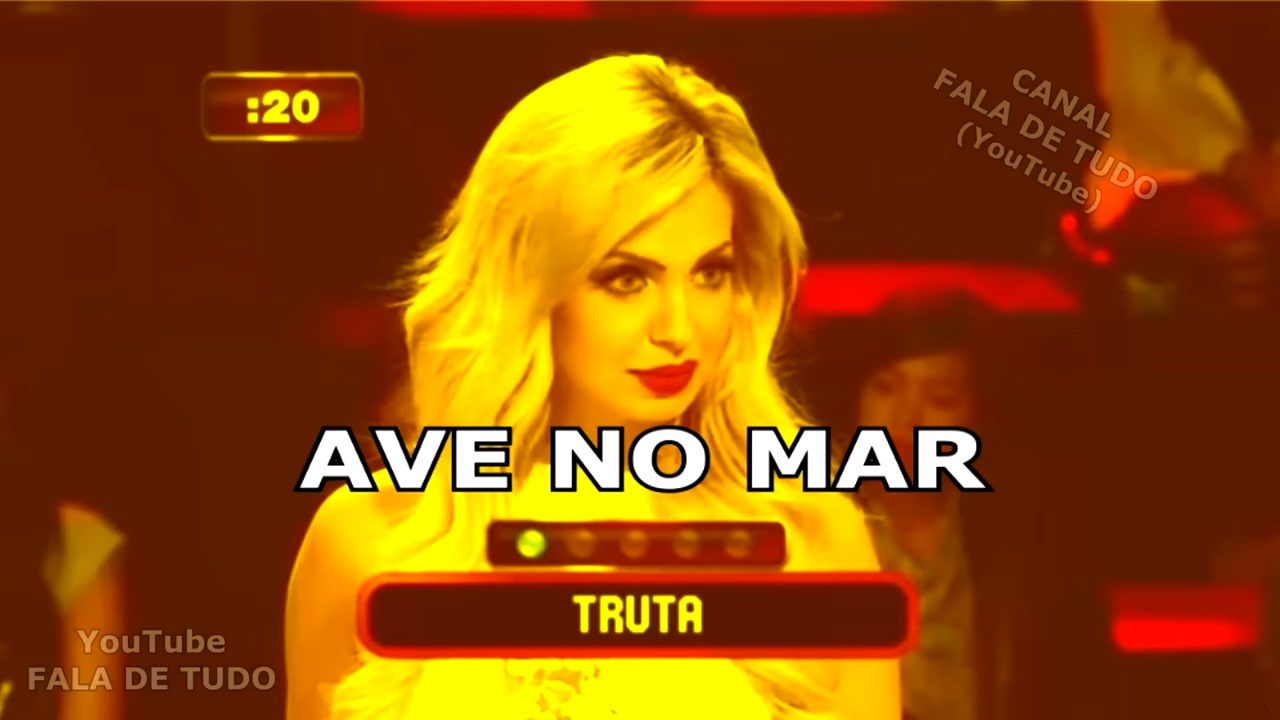 :20
CANAL
FALA DE TUDO
(YouTube)
AVE NO MAR
TRUTA
YouTube
FALA DE TUDO